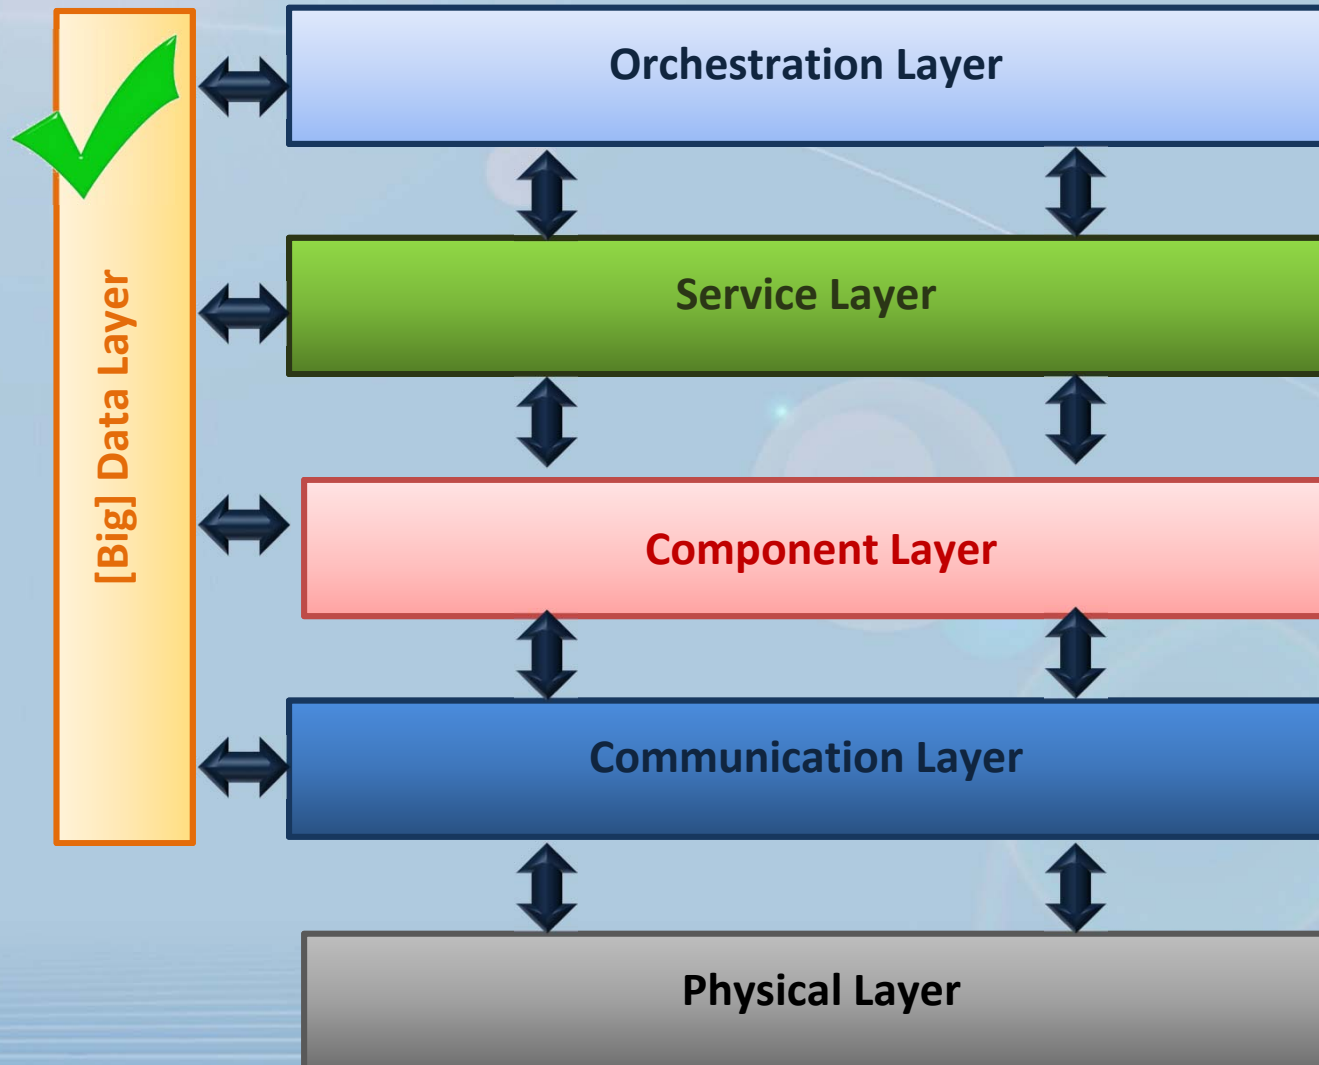 Orchestration Layer
Service Layer
[Big] Data Layer
Component Layer
Communication Layer
Physical Layer